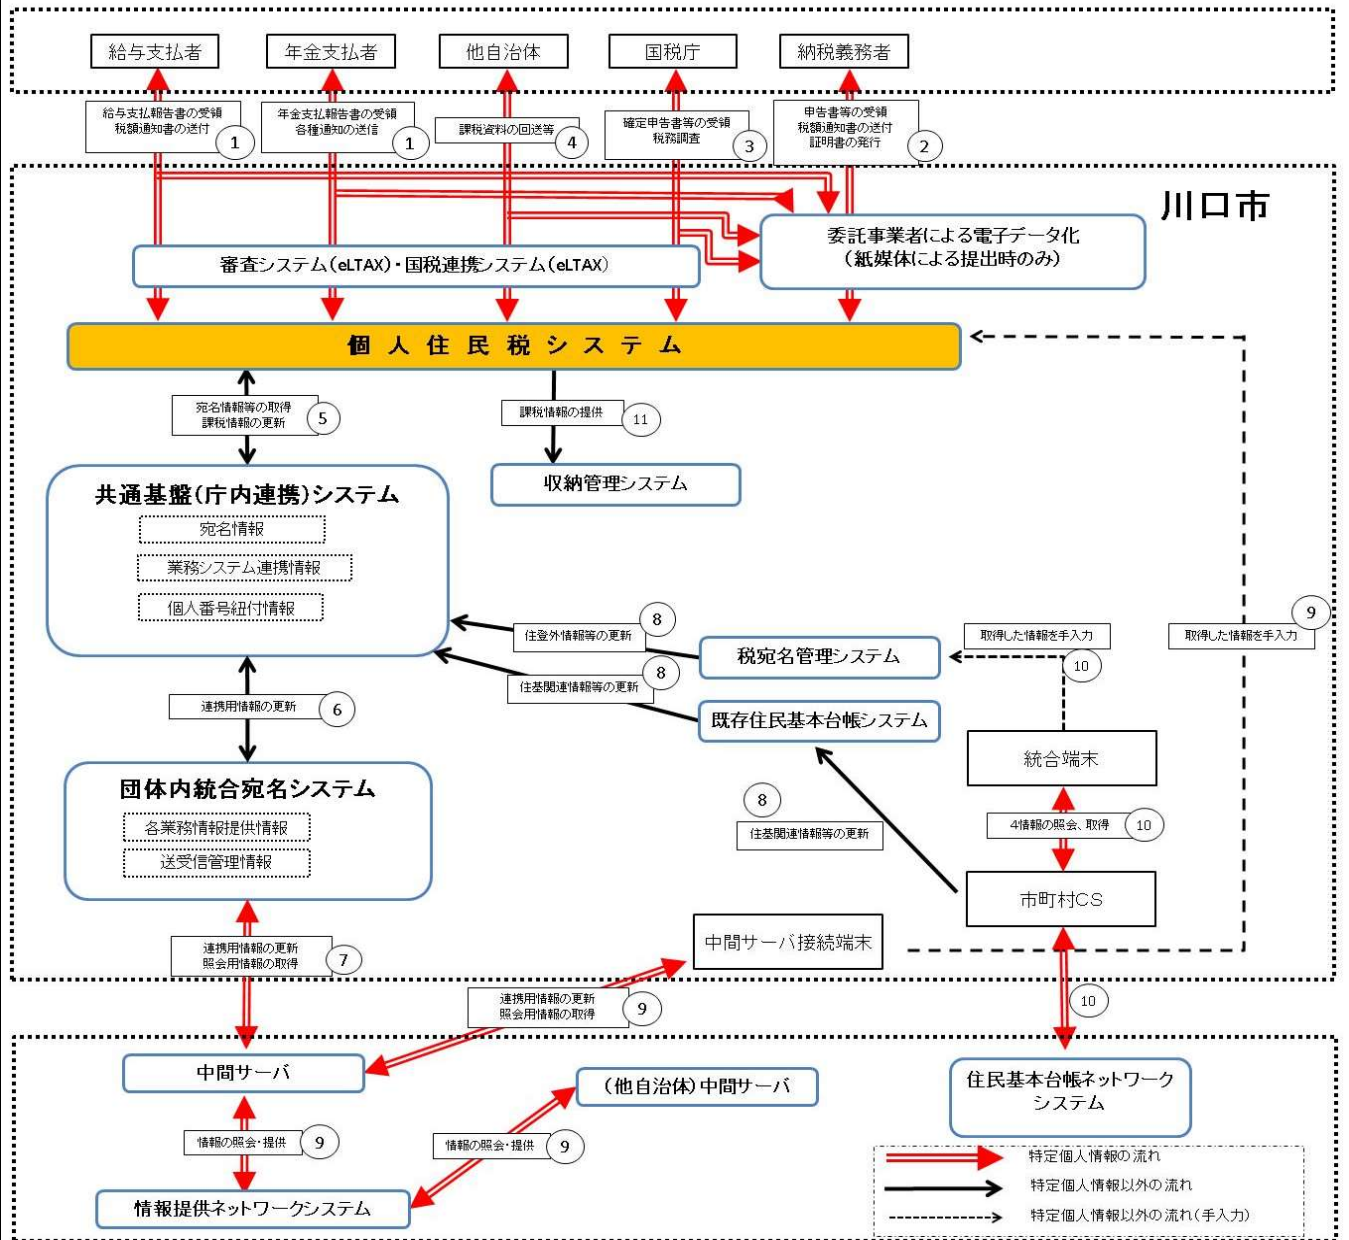 給与支払者
年金支払者
他自治体
国税庁
納税義務者
給与支払報告書の受領
税額通知書の送付
1
年金支払報告書の受領
各種通知の送信
1
課税資料の回送等
4
確定申告書等の受領
税務調査
3
申告書等の受領
税額通知書の送付
証明書の発行
2
川口市
委託事業者による電子データ化
(紙媒体による提出時のみ)
審査システム(eLTAX)・国税連携システム(eLTAX)
個人住民税システム
宛名情報等の取得
課税情報の更新
5
課税情報の提供
11
共通基盤(庁内連携)システム
宛名情報
業務システム連携情報
個人番号紐付情報
収納管理システム
住登外情報等の更新
8
住基関連情報等の更新
8
税宛名管理システム
既存住民基本台帳システム
取得した情報を手入力
10
取得した情報を手入力
9
連携用情報の更新
6
統合端末
団体内統合宛名システム
各業務情報提供情報
送受信管理情報
8
住基関連情報等の更新
4情報の照会、取得
10
市町村CS
連携用情報の更新
照会用情報の取得
7
中間サーバ接続端末
連携用情報の更新
照会用情報の取得
9
10
中間サーバ
(他自治体)中間サーバ
住民基本台帳ネットワーク
システム
情報の照会・提供
9
情報の照会・提供
9
情報提供ネットワークシステム
特定個人情報の流れ
特定個人情報以外の流れ
特定個人情報以外の流れ(手入力)